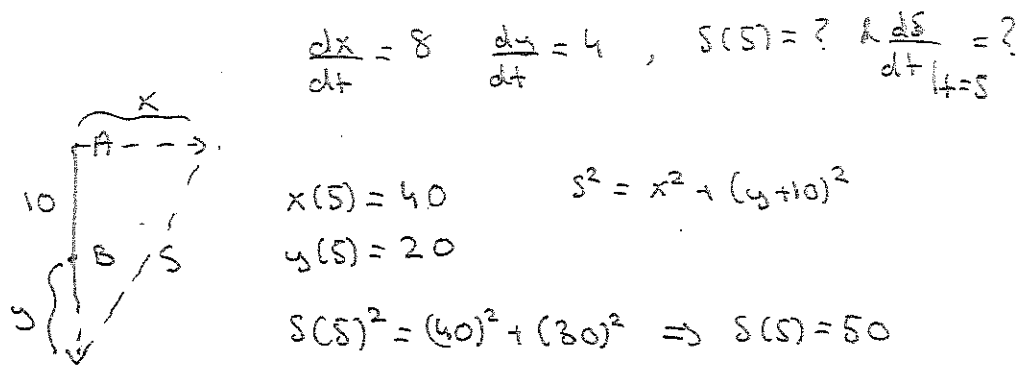 dx/dt = 8 dy/dt = 4 , S(5) = ? & dS/dt |t=5 = ?
x
A
10
x(5) = 40 s² = x² + (y+10)²
B S
y(5) = 20
y
S(5)² = (40)² + (30)² => S(5) = 50